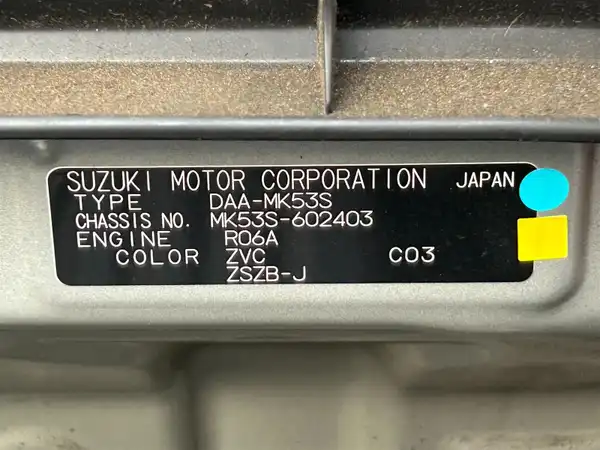 SUZUKI MOTOR CORPORATION JAPAN
TYPE DAA-MK53S
CHASSIS NO. MK53S-602403
ENGINE R06A
COLOR ZVC C03
ZSZB-J